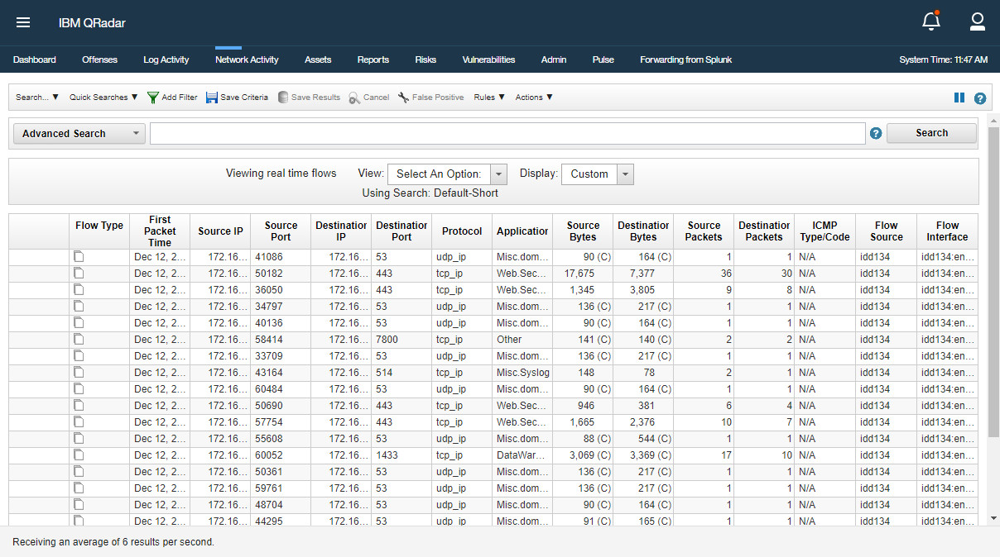 IBM QRadar
Dashboard Offenses Log Activity Network Activity Assets Reports Risks Vulnerabilities Admin Pulse Forwarding from Splunk System Time: 11:47 AM
Search... ▼ Quick Searches ▼ Add Filter Save Criteria Save Results Cancel False Positive Rules ▼ Actions ▼
Advanced Search Search
Viewing real time flows View: Select An Option: Display: Custom
Using Search: Default-Short
Flow Type First Packet Time Source IP Source Port Destination IP Destination Port Protocol Application Source Bytes Destination Bytes Source Packets Destination Packets ICMP Type/Code Flow Source Flow Interface
Dec 12, 2... 172.16... 41086 172.16... 53 udp_ip Misc.dom... 90 (C) 164 (C) 1 1 N/A idd134 idd134:en...
Dec 12, 2... 172.16... 50182 172.16... 443 tcp_ip Web.Sec... 17,675 7,377 36 30 N/A idd134 idd134:en...
Dec 12, 2... 172.16... 36050 172.16... 443 tcp_ip Web.Sec... 1,345 3,805 9 8 N/A idd134 idd134:en...
Dec 12, 2... 172.16... 34797 172.16... 53 udp_ip Misc.dom... 136 (C) 217 (C) 1 1 N/A idd134 idd134:en...
Dec 12, 2... 172.16... 40136 172.16... 53 udp_ip Misc.dom... 90 (C) 164 (C) 1 1 N/A idd134 idd134:en...
Dec 12, 2... 172.16... 58414 172.16... 7800 tcp_ip Other 141 (C) 140 (C) 2 2 N/A idd134 idd134:en...
Dec 12, 2... 172.16... 33709 172.16... 53 udp_ip Misc.dom... 136 (C) 217 (C) 1 1 N/A idd134 idd134:en...
Dec 12, 2... 172.16... 43164 172.16... 514 tcp_ip Misc.Syslog 148 78 2 1 N/A idd134 idd134:en...
Dec 12, 2... 172.16... 60484 172.16... 53 udp_ip Misc.dom... 90 (C) 164 (C) 1 1 N/A idd134 idd134:en...
Dec 12, 2... 172.16... 50690 172.16... 443 tcp_ip Web.Sec... 946 381 6 4 N/A idd134 idd134:en...
Dec 12, 2... 172.16... 57754 172.16... 443 tcp_ip Web.Sec... 1,665 2,376 10 7 N/A idd134 idd134:en...
Dec 12, 2... 172.16... 55608 172.16... 53 udp_ip Misc.dom... 88 (C) 544 (C) 1 1 N/A idd134 idd134:en...
Dec 12, 2... 172.16... 60052 172.16... 1433 tcp_ip DataWar... 3,069 (C) 3,369 (C) 17 10 N/A idd134 idd134:en...
Dec 12, 2... 172.16... 50361 172.16... 53 udp_ip Misc.dom... 136 (C) 217 (C) 1 1 N/A idd134 idd134:en...
Dec 12, 2... 172.16... 59761 172.16... 53 udp_ip Misc.dom... 136 (C) 217 (C) 1 1 N/A idd134 idd134:en...
Dec 12, 2... 172.16... 48704 172.16... 53 udp_ip Misc.dom... 90 (C) 164 (C) 1 1 N/A idd134 idd134:en...
Dec 12, 2... 172.16... 44295 172.16... 53 udp_ip Misc.dom... 91 (C) 165 (C) 1 1 N/A idd134 idd134:en...
Receiving an average of 6 results per second.